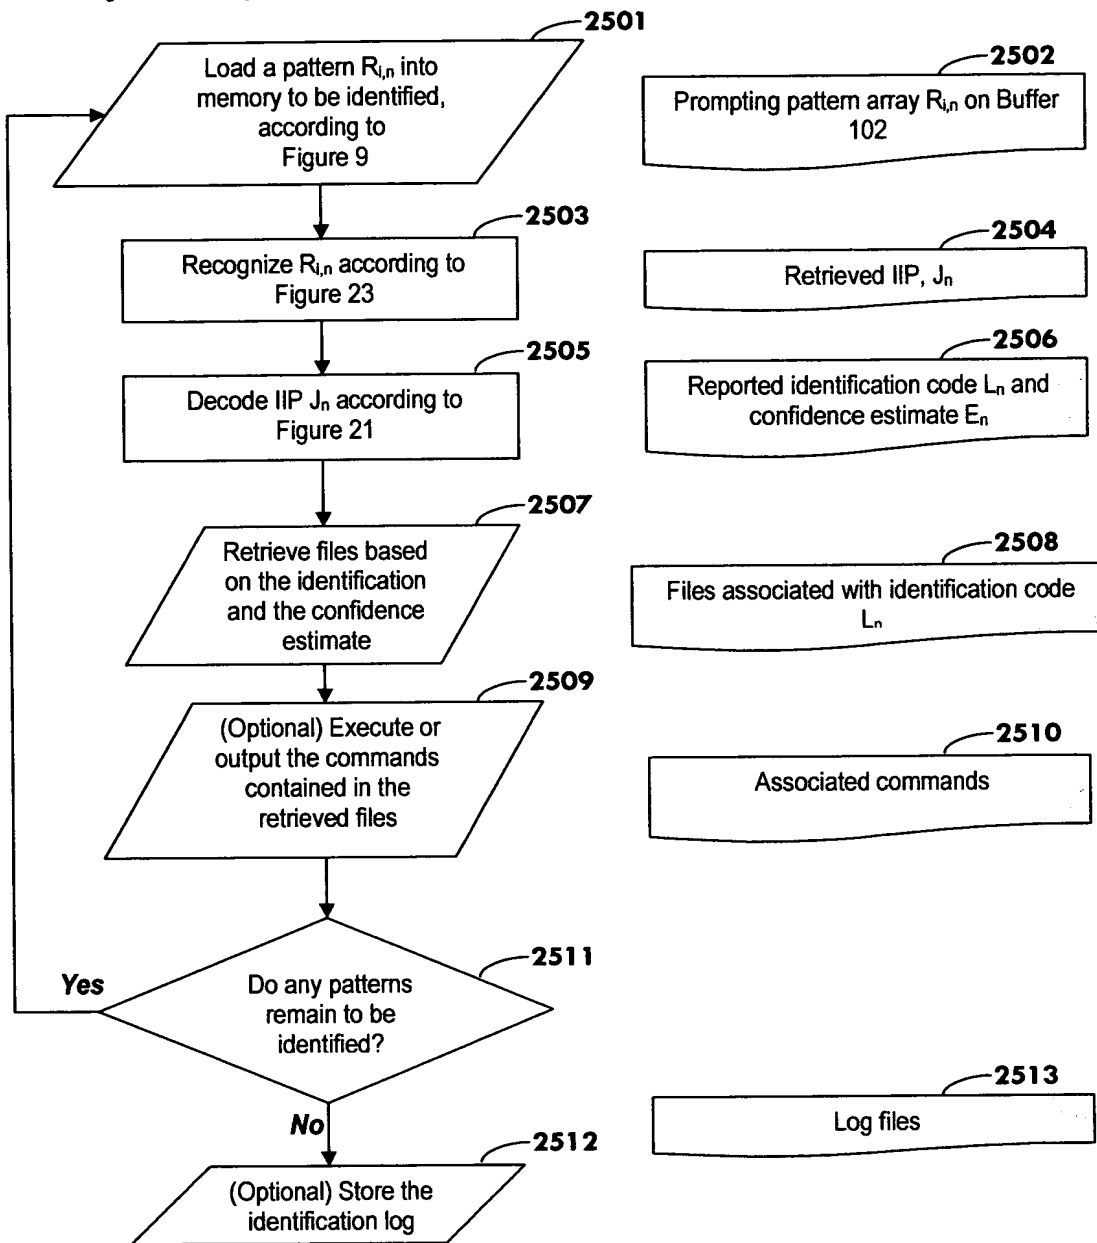 2501
Load a pattern Ri,n into
memory to be identified,
according to
Figure 9
2502
Prompting pattern array Ri,n on Buffer
102
2503
Recognize Ri,n according to
Figure 23
2504
Retrieved IIP, Jn
2505
Decode IIP Jn according to
Figure 21
2506
Reported identification code Ln and
confidence estimate En
2507
Retrieve files based
on the identification
and the confidence
estimate
2508
Files associated with identification code
Ln
2509
(Optional) Execute or
output the commands
contained in the
retrieved files
2510
Associated commands
2511
Do any patterns
remain to be
identified?
Yes
No
2513
Log files
2512
(Optional) Store the
identification log